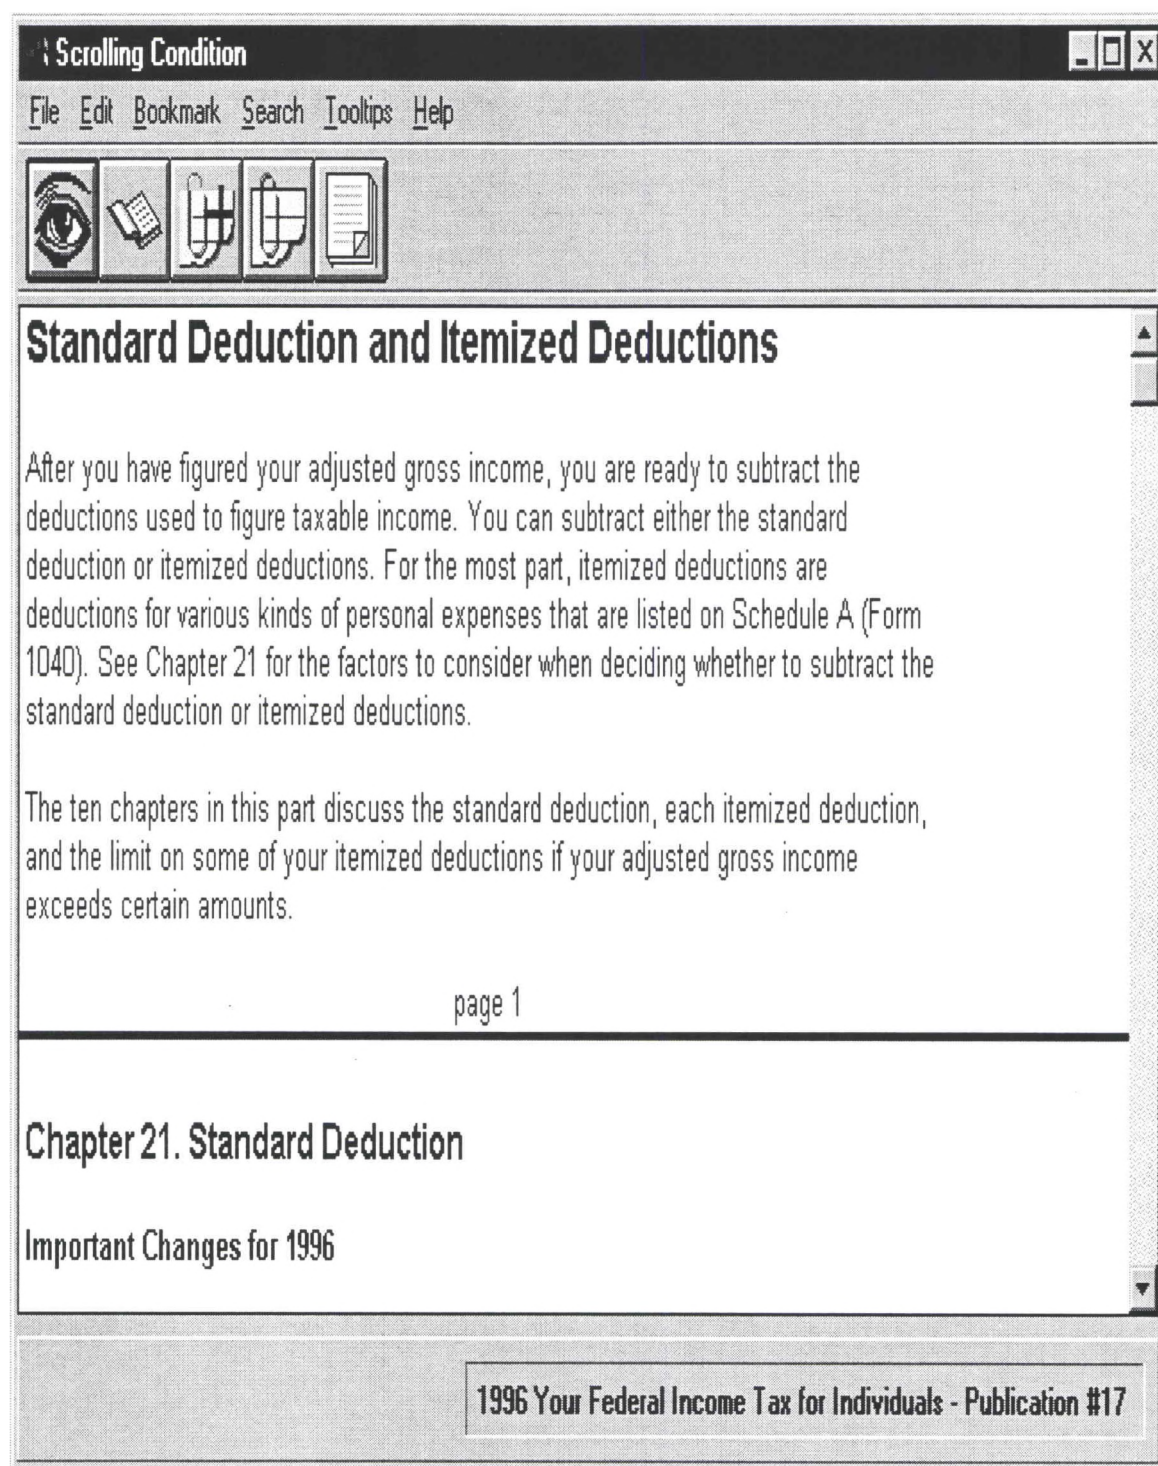 Scrolling Condition
File Edit Bookmark Search Tooltips Help
Standard Deduction and Itemized Deductions
After you have figured your adjusted gross income, you are ready to subtract the
deductions used to figure taxable income. You can subtract either the standard
deduction or itemized deductions. For the most part, itemized deductions are
deductions for various kinds of personal expenses that are listed on Schedule A (Form
1040). See Chapter 21 for the factors to consider when deciding whether to subtract the
standard deduction or itemized deductions.
The ten chapters in this part discuss the standard deduction, each itemized deduction,
and the limit on some of your itemized deductions if your adjusted gross income
exceeds certain amounts.
page 1
Chapter 21. Standard Deduction
Important Changes for 1996
1996 Your Federal Income Tax for Individuals - Publication #17